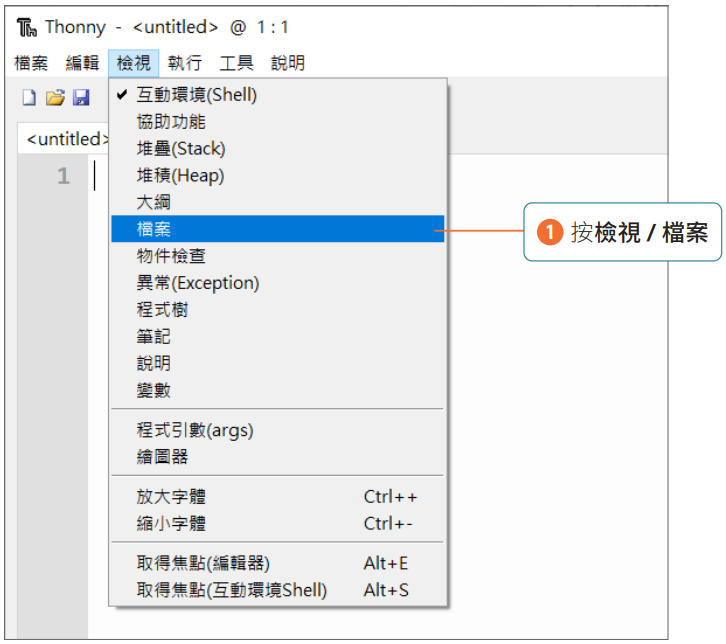 Thonny - <untitled> @ 1:1
檔案 編輯 檢視 執行 工具 說明
<untitled>
1
✔ 互動環境(Shell)
協助功能
堆疊(Stack)
堆積(Heap)
大綱
檔案
物件檢查
異常(Exception)
程式樹
筆記
說明
變數
程式引數(args)
繪圖器
放大字體 Ctrl++
縮小字體 Ctrl+-
取得焦點(編輯器) Alt+E
取得焦點(互動環境Shell) Alt+S
1 按檢視 / 檔案